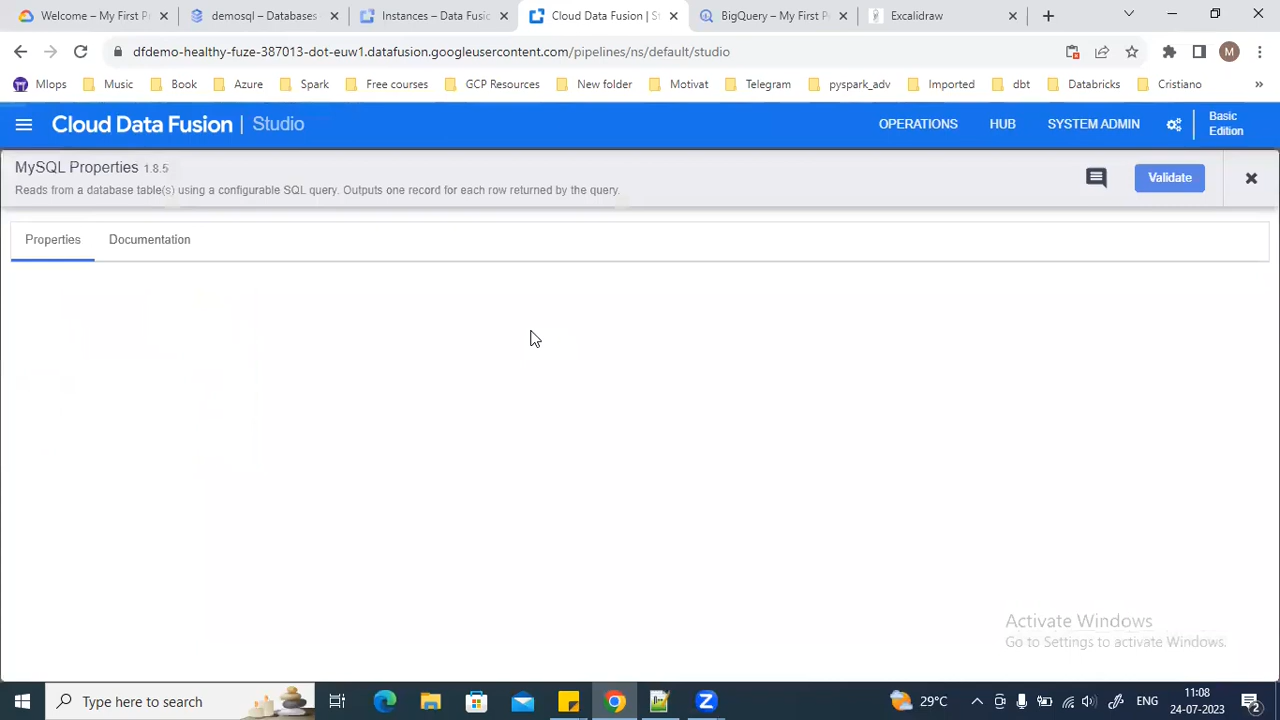 Welcome – My First P
demosql – Databases
Instances – Data Fusio
Cloud Data Fusion | St
BigQuery – My First P
Excalidraw
dfdemo-healthy-fuze-387013-dot-euw1.datafusion.googleusercontent.com/pipelines/ns/default/studio
M
Mlops
Music
Book
Azure
Spark
Free courses
GCP Resources
New folder
Motivat
Telegram
pyspark_adv
Imported
dbt
Databricks
Cristiano
»
Cloud Data Fusion | Studio
OPERATIONS
HUB
SYSTEM ADMIN
Basic
Edition
MySQL Properties 1.8.5
Reads from a database table(s) using a configurable SQL query. Outputs one record for each row returned by the query.
Validate
Properties
Documentation
Activate Windows
Go to Settings to activate Windows.
Type here to search
29°C
ENG
11:08
24-07-2023
2